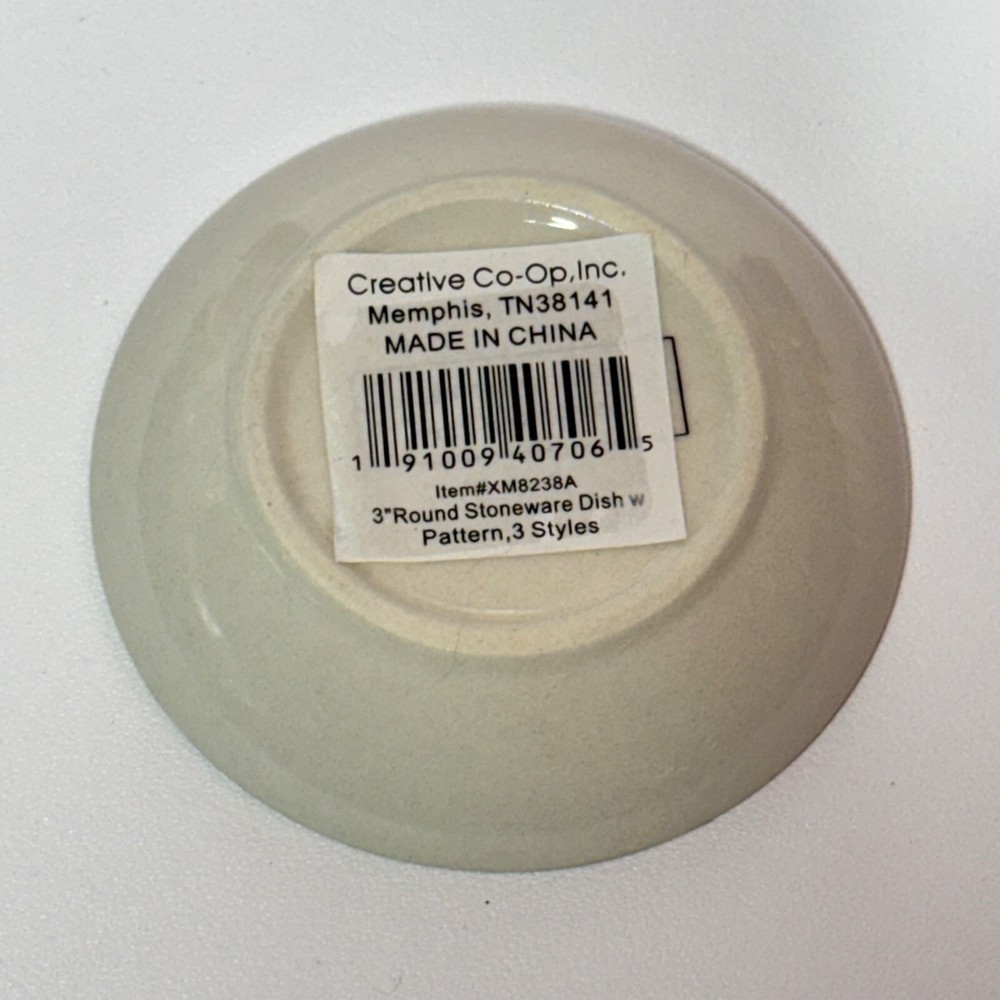 Creative Co-Op,Inc.
Memphis, TN38141
MADE IN CHINA
1 91009 40706 5
Item#XM8238A
3"Round Stoneware Dish w
Pattern,3 Styles